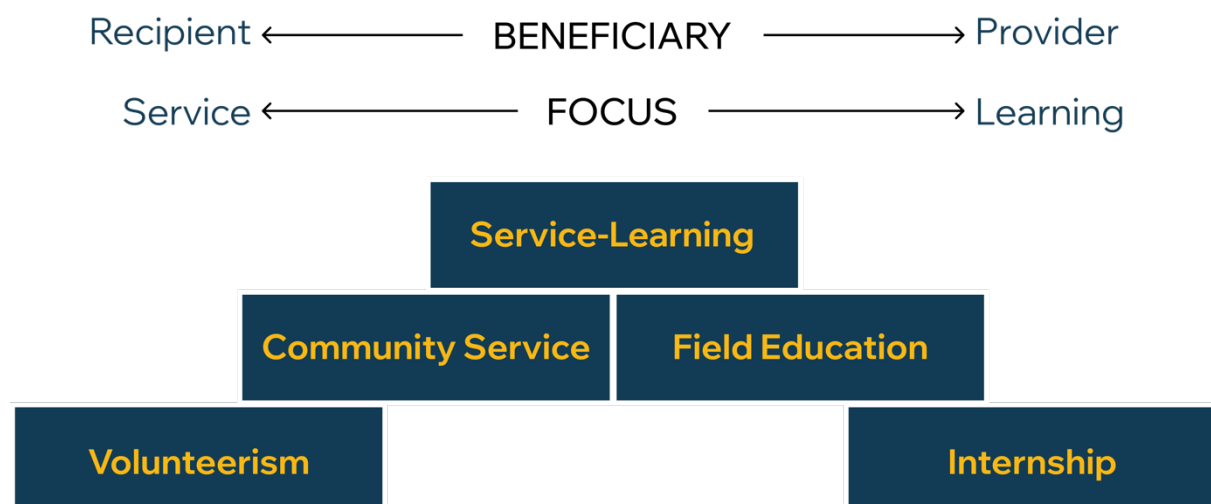 Recipient BENEFICIARY Provider
Service FOCUS Learning
Service-Learning
Community Service Field Education
Volunteerism Internship